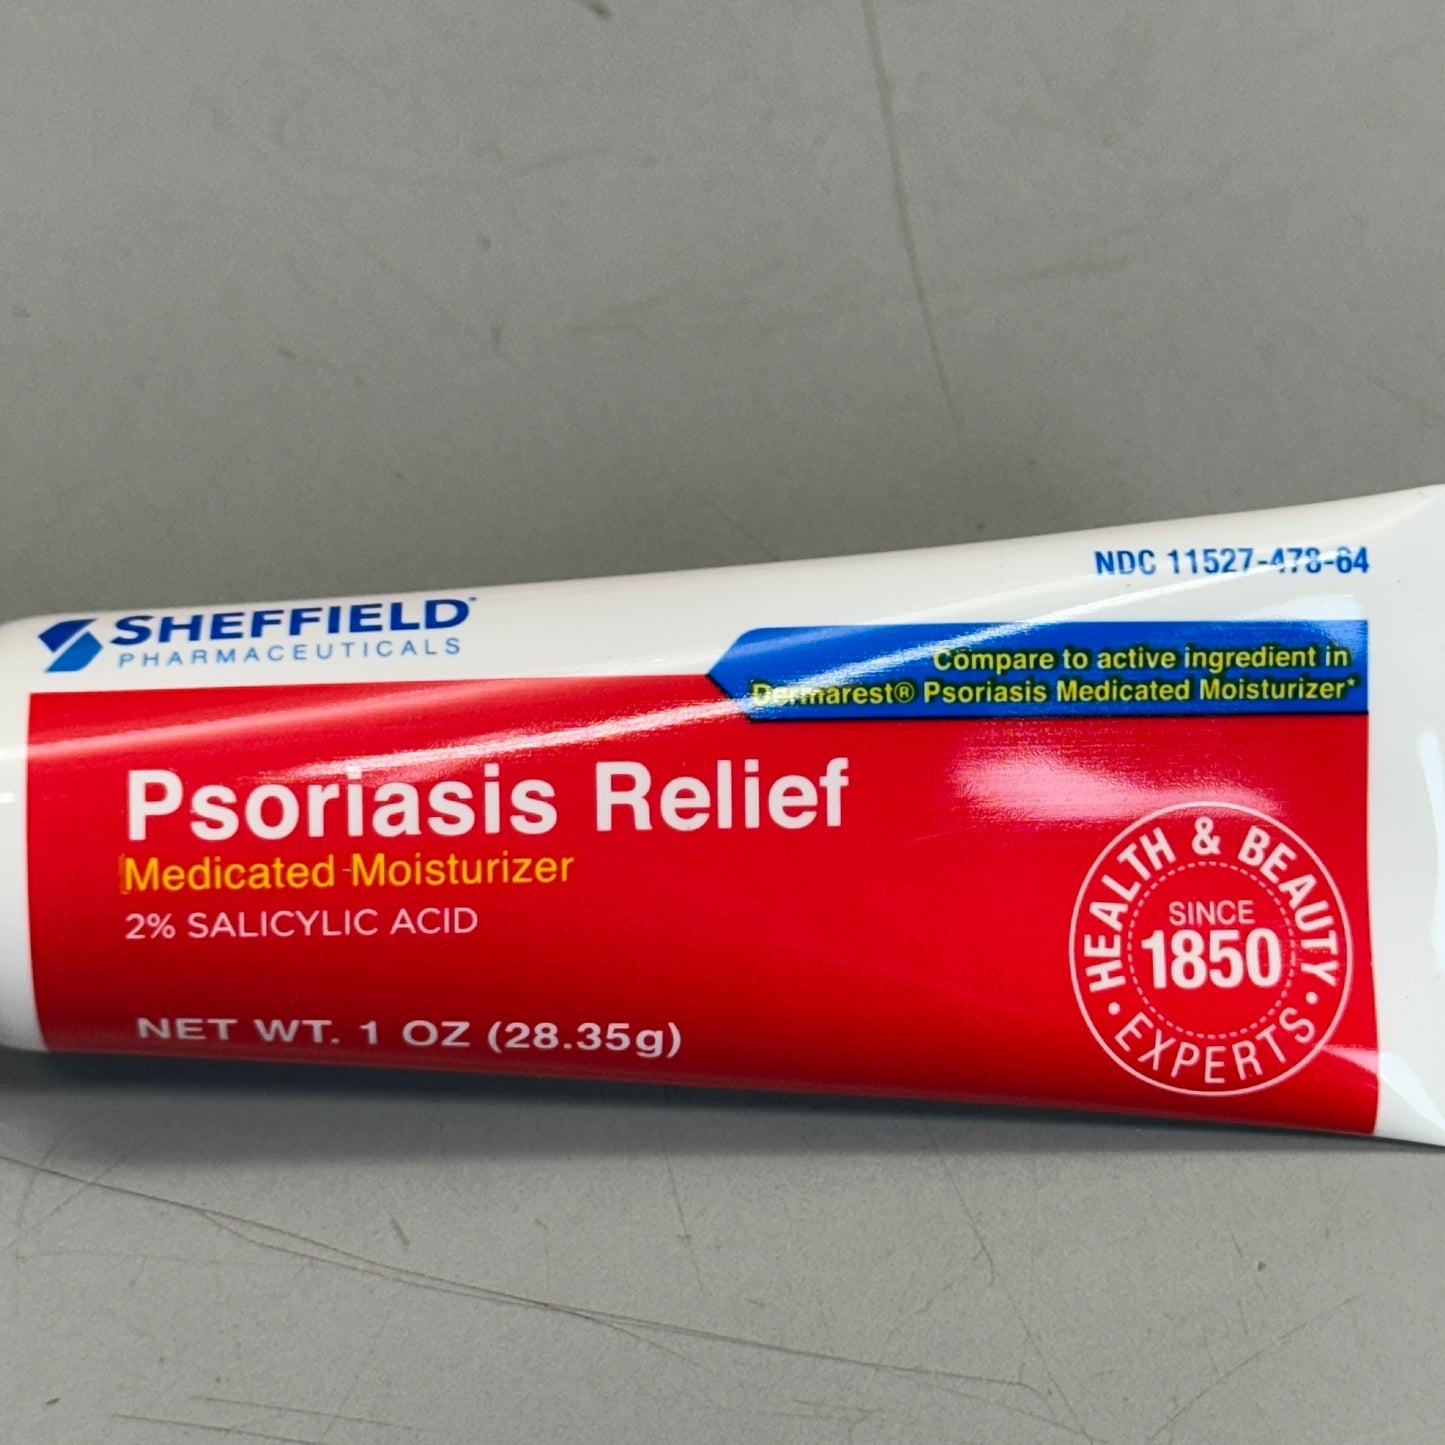 NDC 11527-478-64
SHEFFIELD
PHARMACEUTICALS
Compare to active ingredient in
Dermarest® Psoriasis Medicated Moisturizer*
Psoriasis Relief
Medicated Moisturizer
2% SALICYLIC ACID
NET WT. 1 OZ (28.35g)
HEALTH & BEAUTY
SINCE
1850
• EXPERTS •